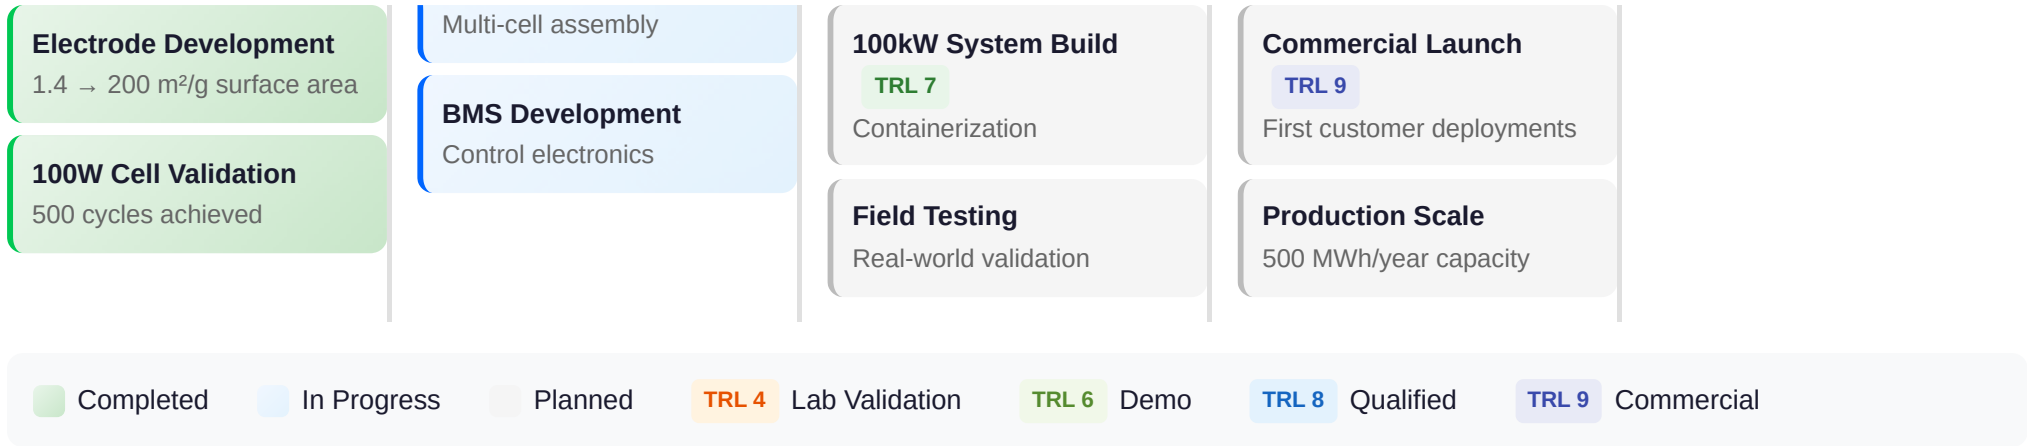 Electrode Development
1.4 → 200 m²/g surface area
100W Cell Validation
500 cycles achieved
Multi-cell assembly
BMS Development
Control electronics
100kW System Build
TRL 7
Containerization
Field Testing
Real-world validation
Commercial Launch
TRL 9
First customer deployments
Production Scale
500 MWh/year capacity
Completed In Progress Planned TRL 4 Lab Validation TRL 6 Demo TRL 8 Qualified TRL 9 Commercial